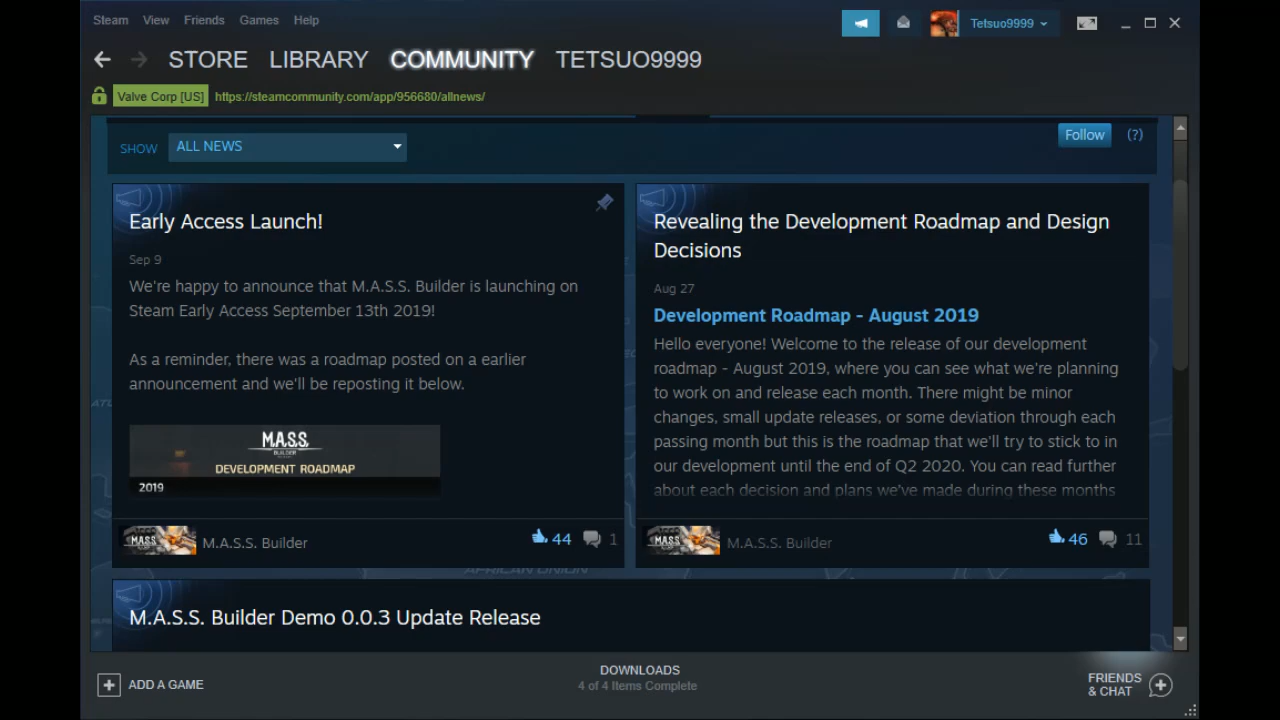 Steam View Friends Games Help
Tetsuo9999
STORE LIBRARY COMMUNITY TETSUO9999
Valve Corp [US] https://steamcommunity.com/app/956680/allnews/
SHOW ALL NEWS
Follow (?)
Early Access Launch!
Sep 9
We're happy to announce that M.A.S.S. Builder is launching on
Steam Early Access September 13th 2019!
As a reminder, there was a roadmap posted on a earlier
announcement and we'll be reposting it below.
M.A.S.S.
BUILDER
DEVELOPMENT ROADMAP
2019
MASS
M.A.S.S. Builder
44 1
Revealing the Development Roadmap and Design
Decisions
Aug 27
Development Roadmap - August 2019
Hello everyone! Welcome to the release of our development
roadmap - August 2019, where you can see what we're planning
to work on and release each month. There might be minor
changes, small update releases, or some deviation through each
passing month but this is the roadmap that we'll try to stick to in
our development until the end of Q2 2020. You can read further
about each decision and plans we've made during these months
MASS
M.A.S.S. Builder
46 11
AFRICAN UNION
M.A.S.S. Builder Demo 0.0.3 Update Release
ADD A GAME
DOWNLOADS
4 of 4 Items Complete
FRIENDS
& CHAT